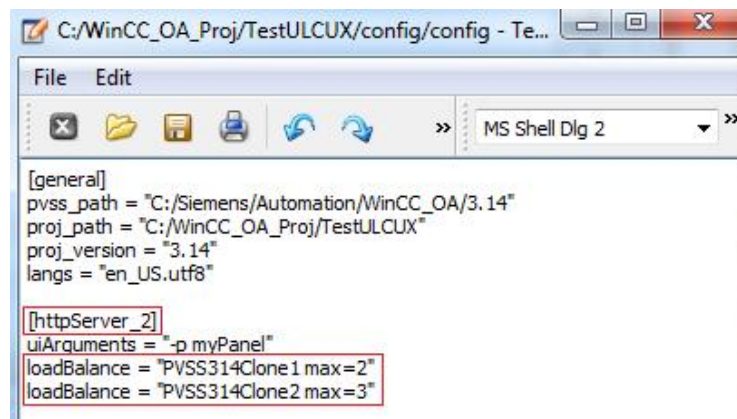 C:/WinCC_OA_Proj/TestULCUX/config/config - Te...
File Edit
MS Shell Dlg 2
[general]
pvss_path = "C:/Siemens/Automation/WinCC_OA/3.14"
proj_path = "C:/WinCC_OA_Proj/TestULCUX"
proj_version = "3.14"
langs = "en_US.utf8"
[httpServer_2]
uiArguments = "-p myPanel"
loadBalance = "PVSS314Clone1 max=2"
loadBalance = "PVSS314Clone2 max=3"